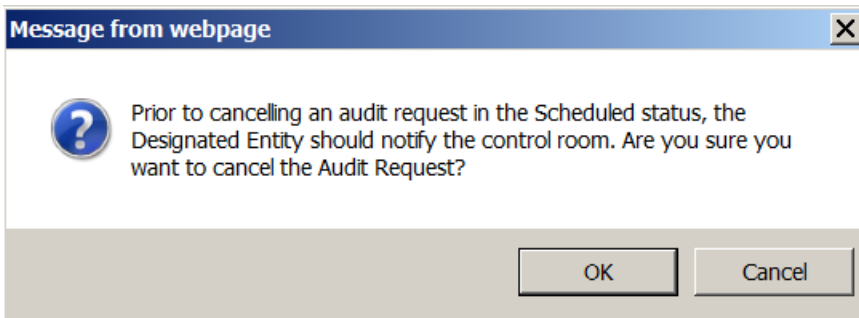 Message from webpage
Prior to cancelling an audit request in the Scheduled status, the
Designated Entity should notify the control room. Are you sure you
want to cancel the Audit Request?
OK
Cancel